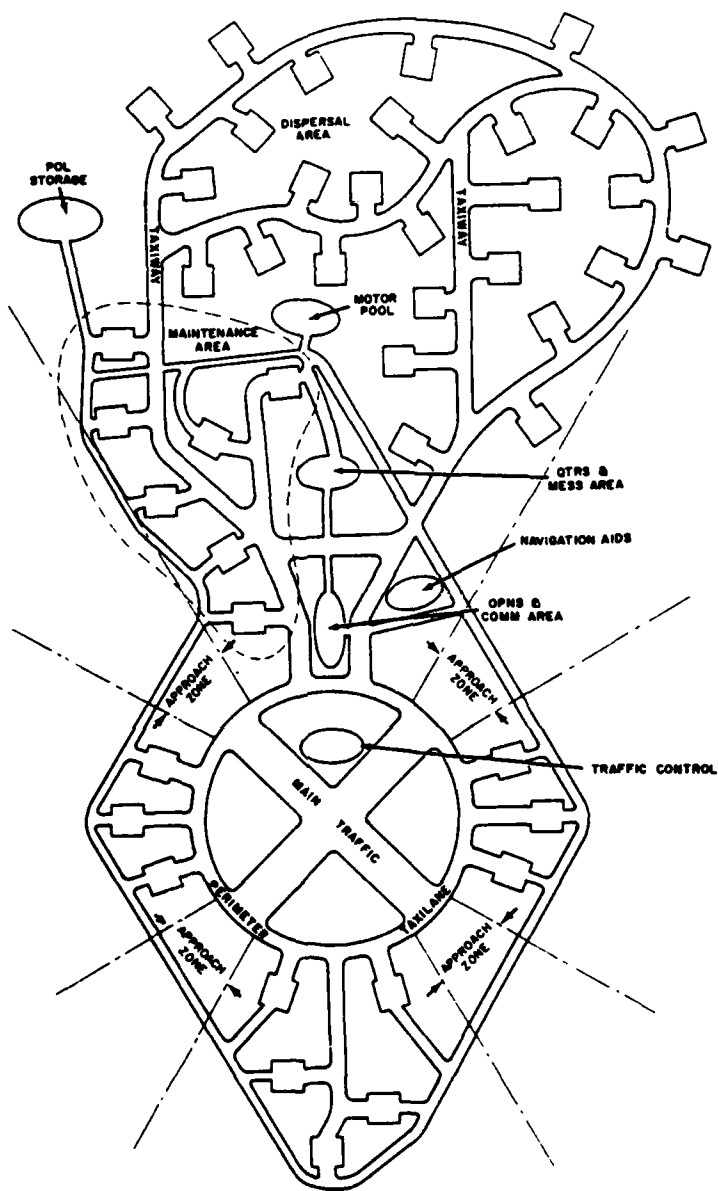 DISPERSAL
AREA
POL
STORAGE
TAXIWAY
TAXIWAY
MOTOR
POOL
MAINTENANCE
AREA
QTRS &
MESS AREA
NAVIGATION AIDS
OPNS &
COMM AREA
APPROACH
ZONE
APPROACH
ZONE
TRAFFIC CONTROL
MAIN TRAFFIC
PERIMETER TAXILANE
APPROACH
ZONE
APPROACH
ZONE